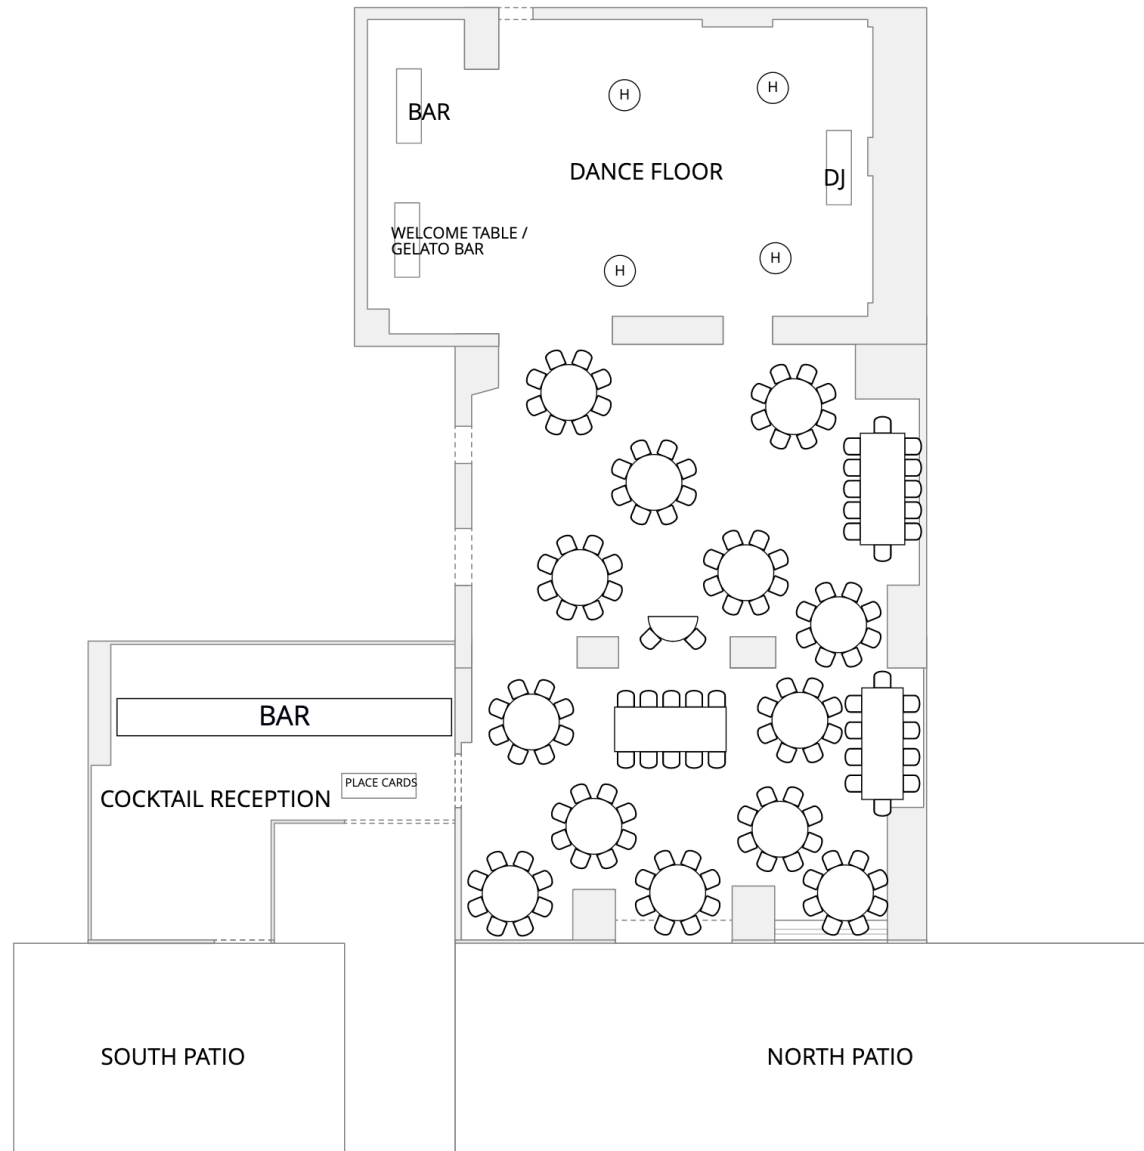 H
H
BAR
DANCE FLOOR
DJ
WELCOME TABLE /
GELATO BAR
H
H
BAR
PLACE CARDS
COCKTAIL RECEPTION
SOUTH PATIO
NORTH PATIO